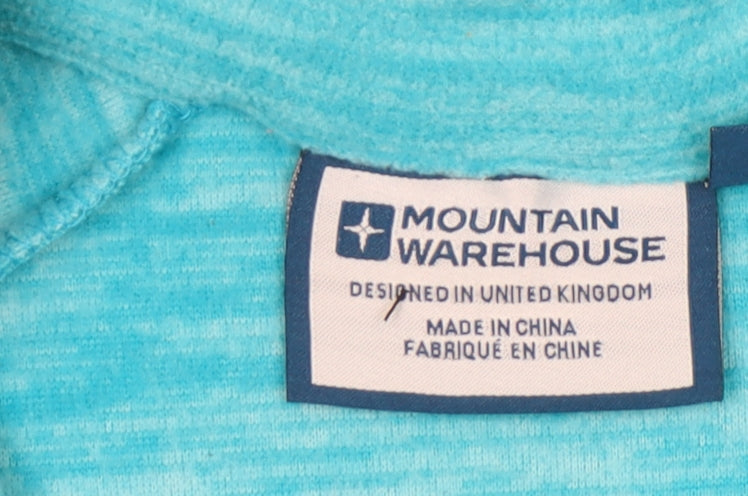 MOUNTAIN
WAREHOUSE
DESIGNED IN UNITED KINGDOM
MADE IN CHINA
FABRIQUÉ EN CHINE